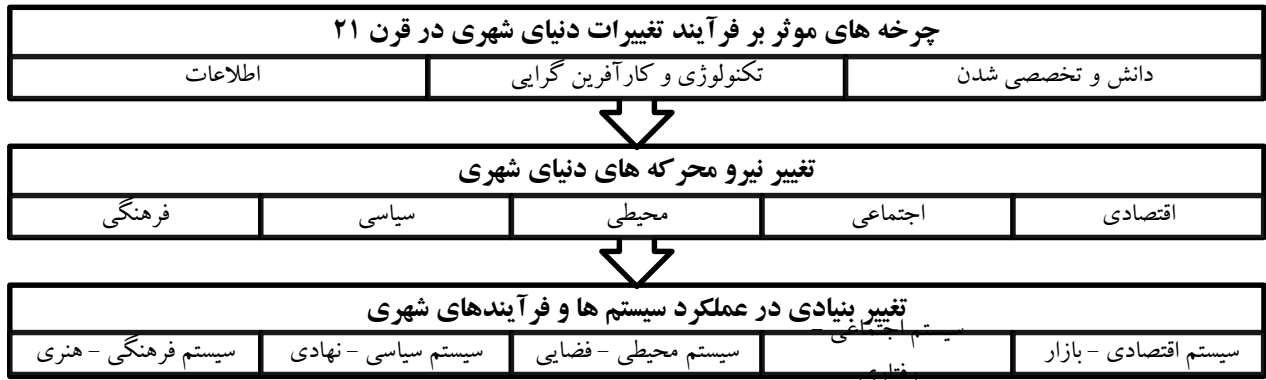 چرخه های موثر بر فرآیند تغییرات دنیای شهری در قرن ۲۱
دانش و تخصصی شدن
تکنولوژی و کارآفرین گرایی
اطلاعات
تغییر نیرو محرکه های دنیای شهری
اقتصادی
اجتماعی
محیطی
سیاسی
فرهنگی
تغییر بنیادی در عملکرد سیستم ها و فرآیندهای شهری
سیستم اقتصادی – بازار
سیستم اجتماعی –
سیستم محیطی – فضایی
سیستم سیاسی – نهادی
سیستم فرهنگی – هنری